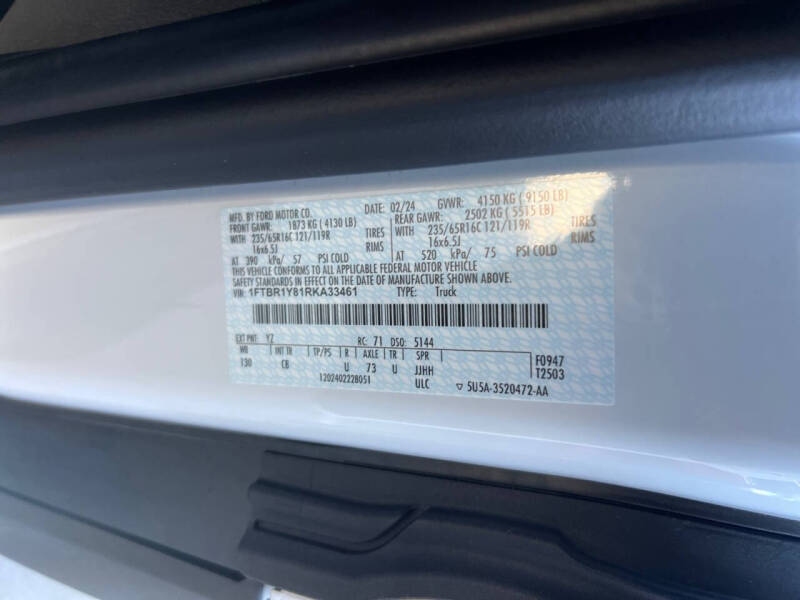 MFD. BY FORD MOTOR CO. DATE: 02/24 GVWR: 4150 KG ( 9150 LB)
FRONT GAWR: 1873 KG ( 4130 LB) REAR GAWR: 2502 KG ( 5515 LB)
WITH 235/65R16C 121/119R TIRES WITH 235/65R16C 121/119R TIRES
16x6.5J RIMS 16x6.5J RIMS
AT 390 kPa/ 57 PSI COLD AT 520 kPa/ 75 PSI COLD
THIS VEHICLE CONFORMS TO ALL APPLICABLE FEDERAL MOTOR VEHICLE
SAFETY STANDARDS IN EFFECT ON THE DATE OF MANUFACTURE SHOWN ABOVE.
VIN: 1FTBR1Y81RKA33461 TYPE: Truck
EXT PNT: YZ RC: 71 DSO: 5144
WB INT TR TP/PS R AXLE TR SPR F0947
130 CB U 73 U JJHH T2503
1202402228051 ULC ▽ 5U5A-3520472-AA